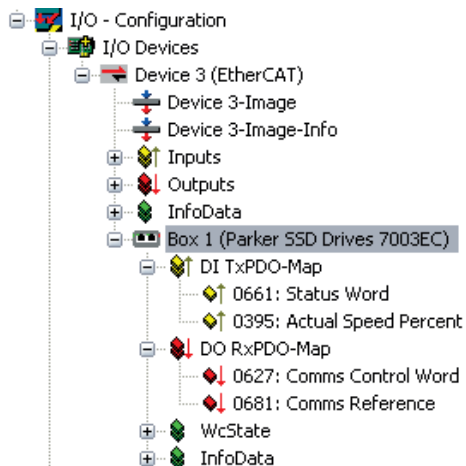 I/O - Configuration
I/O Devices
Device 3 (EtherCAT)
Device 3-Image
Device 3-Image-Info
Inputs
Outputs
InfoData
Box 1 (Parker SSD Drives 7003EC)
DI TxPDO-Map
0661: Status Word
0395: Actual Speed Percent
DO RxPDO-Map
0627: Comms Control Word
0681: Comms Reference
WcState
InfoData